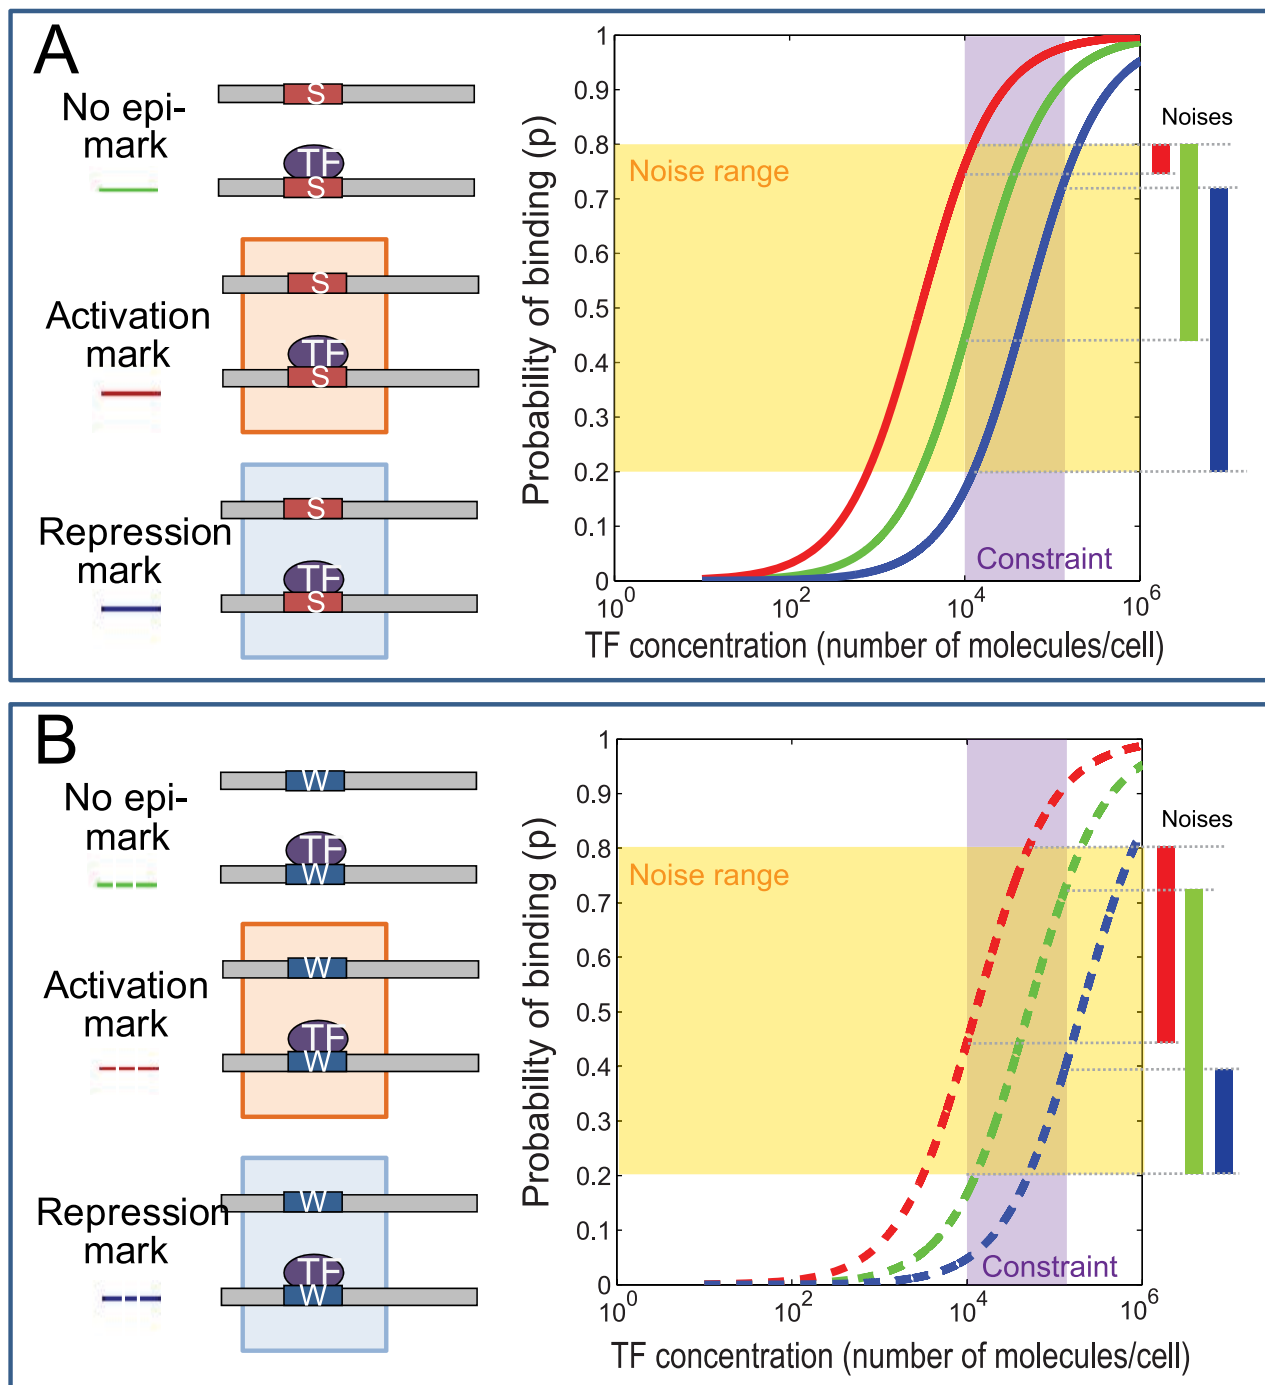 A
No epi-
mark
S
TF
S
Activation
mark
S
TF
S
Repression
mark
S
TF
S
Probability of binding (p)
1
0.9
0.8
0.7
0.6
0.5
0.4
0.3
0.2
0.1
0
Noise range
Constraint
Noises
10^0
10^2
10^4
10^6
TF concentration (number of molecules/cell)
B
No epi-
mark
W
TF
W
Activation
mark
W
TF
W
Repression
mark
W
TF
W
Probability of binding (p)
1
0.9
0.8
0.7
0.6
0.5
0.4
0.3
0.2
0.1
0
Noise range
Constraint
Noises
10^0
10^2
10^4
10^6
TF concentration (number of molecules/cell)